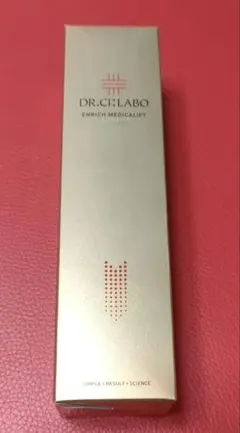 DR.CI:LABO
ENRICH MEDICALIFT
SIMPLE • RESULT • SCIENCE